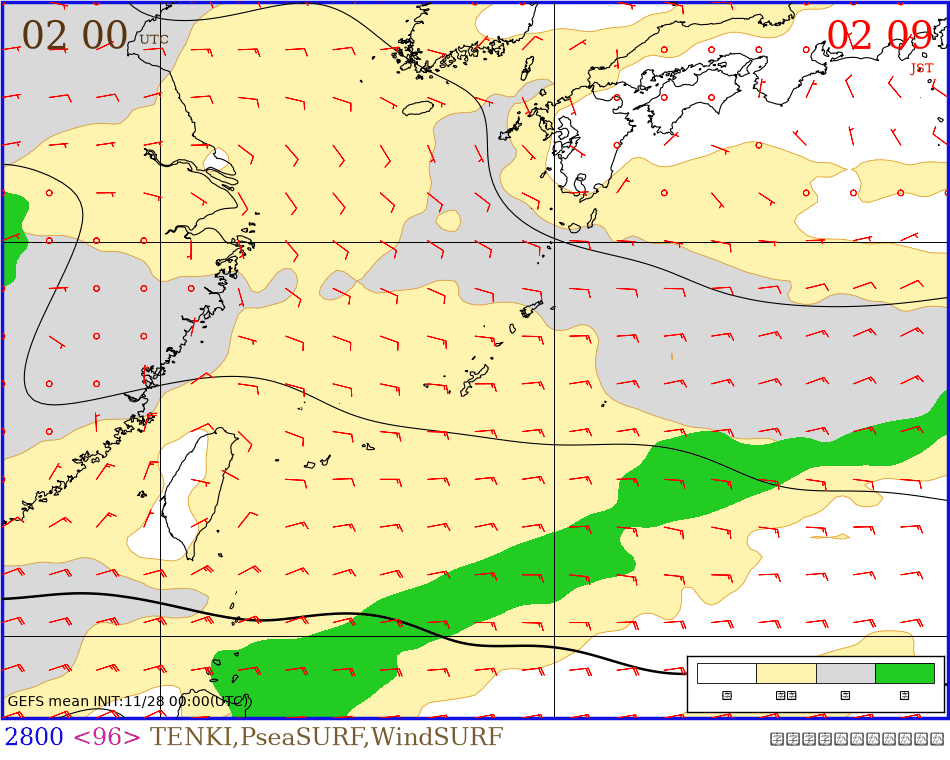 02 00 UTC
02 09
JST
GEFS mean INIT:11/28 00:00(UTC)
2800 <96> TENKI,PseaSURF,WindSURF